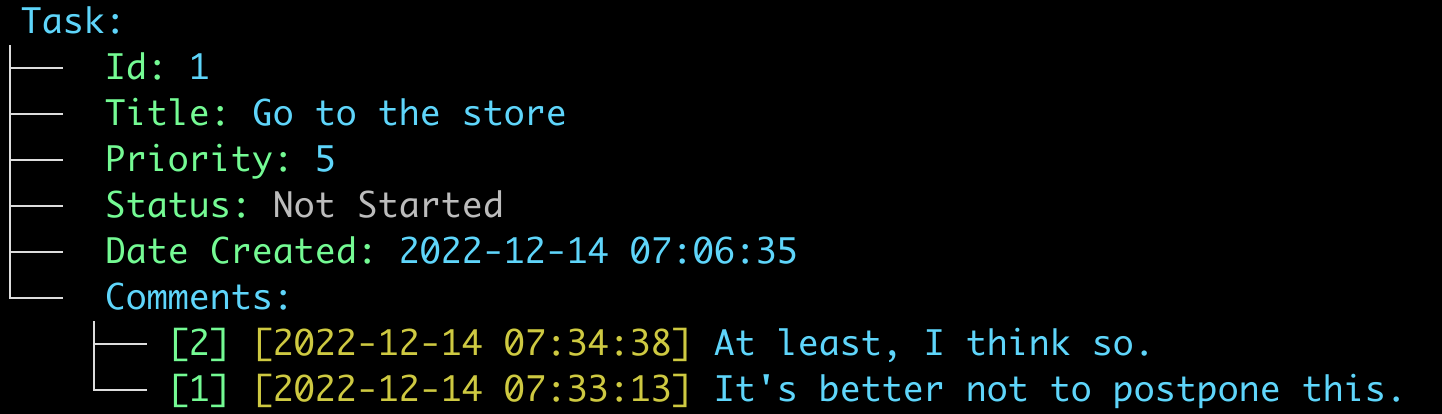 Task:
Id: 1
Title: Go to the store
Priority: 5
Status: Not Started
Date Created: 2022-12-14 07:06:35
Comments:
[2] [2022-12-14 07:34:38] At least, I think so.
[1] [2022-12-14 07:33:13] It's better not to postpone this.